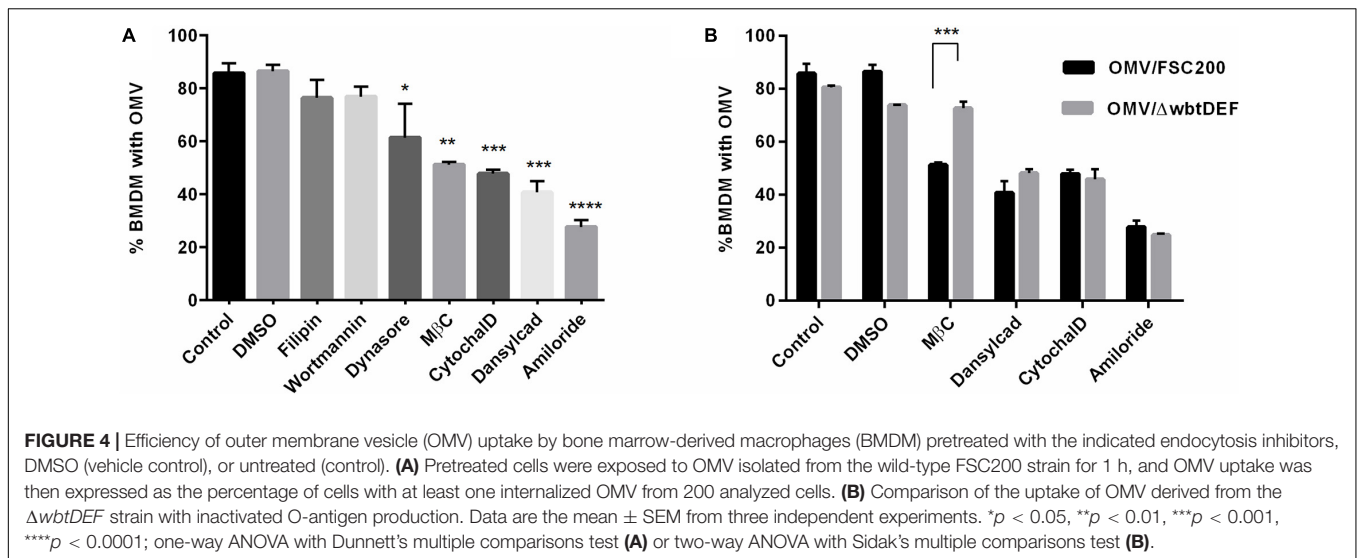 A
B
% BMDM with OMV
100
80
60
40
20
0
*
**
***
***
****
Control
DMSO
Filipin
Wortmannin
Dynasore
MβC
CytochalD
Dansylcad
Amiloride
%BMDM with OMV
100
80
60
40
20
0
***
OMV/FSC200
OMV/ΔwbtDEF
Control
DMSO
MβC
Dansylcad
CytochalD
Amiloride
FIGURE 4 | Efficiency of outer membrane vesicle (OMV) uptake by bone marrow-derived macrophages (BMDM) pretreated with the indicated endocytosis inhibitors,
DMSO (vehicle control), or untreated (control). (A) Pretreated cells were exposed to OMV isolated from the wild-type FSC200 strain for 1 h, and OMV uptake was
then expressed as the percentage of cells with at least one internalized OMV from 200 analyzed cells. (B) Comparison of the uptake of OMV derived from the
ΔwbtDEF strain with inactivated O-antigen production. Data are the mean ± SEM from three independent experiments. *p < 0.05, **p < 0.01, ***p < 0.001,
****p < 0.0001; one-way ANOVA with Dunnett's multiple comparisons test (A) or two-way ANOVA with Sidak's multiple comparisons test (B).